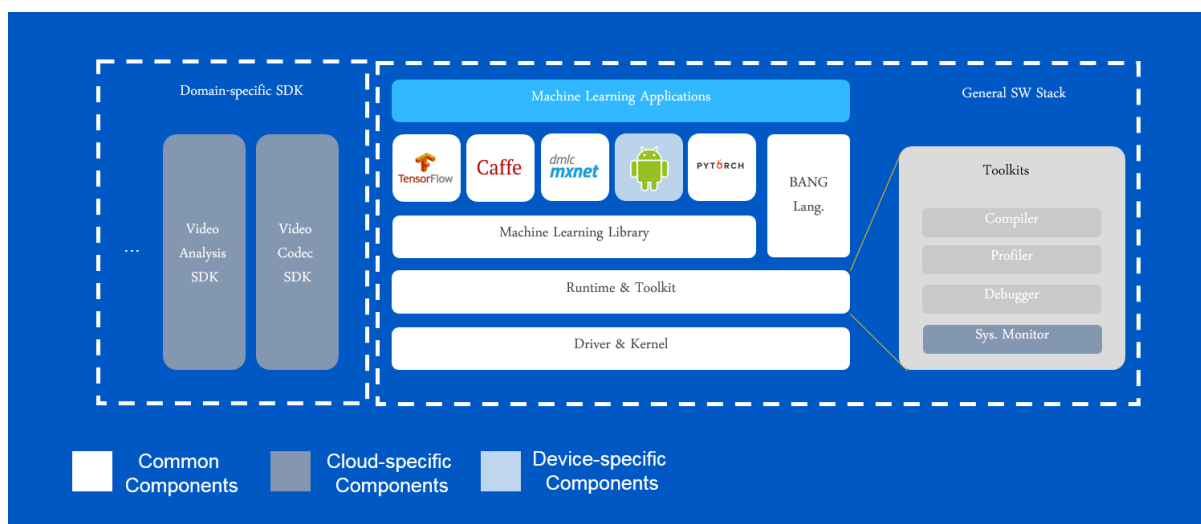 Domain-specific SDK
...
Video
Analysis
SDK
Video
Codec
SDK
Machine Learning Applications
General SW Stack
TensorFlow
Caffe
dmlc
mxnet
PYTORCH
BANG
Lang.
Machine Learning Library
Runtime & Toolkit
Driver & Kernel
Toolkits
Compiler
Profiler
Debugger
Sys. Monitor
Common
Components
Cloud-specific
Components
Device-specific
Components